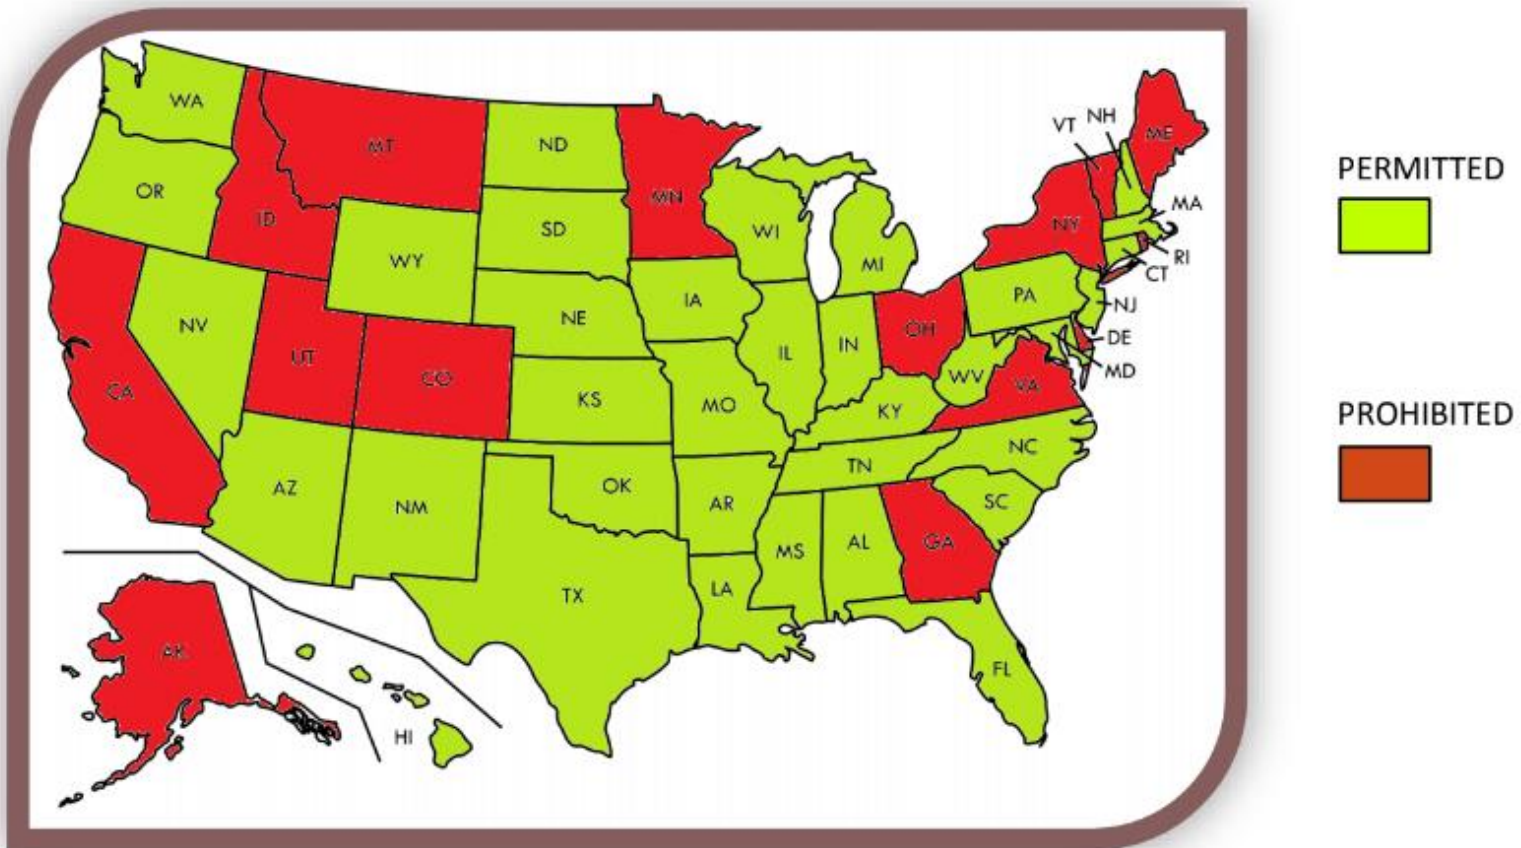 WA
OR
CA
NV
ID
MT
WY
UT
CO
AZ
NM
ND
SD
NE
KS
OK
TX
MN
IA
MO
AR
LA
WI
IL
MI
IN
OH
KY
TN
MS
AL
GA
FL
SC
NC
VA
WV
PA
NY
VT
NH
ME
MA
RI
CT
NJ
DE
MD
AK
HI
PERMITTED
PROHIBITED